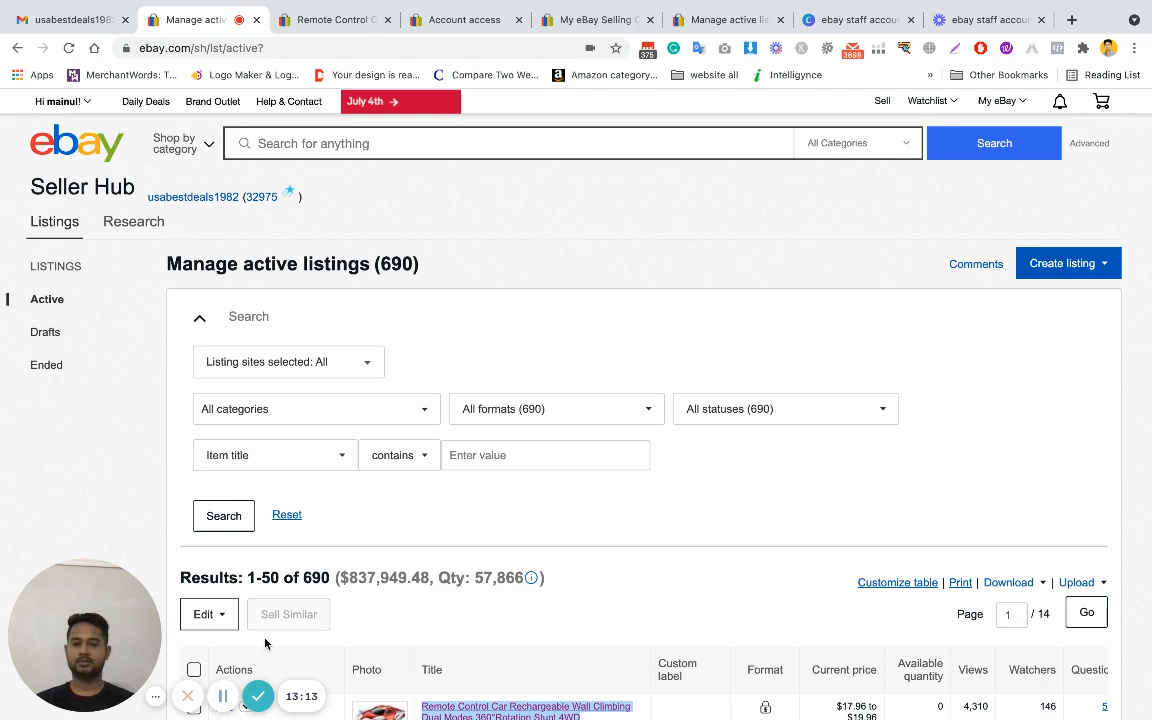 usabestdeals1982
Manage activ
Remote Control C
Account access
My eBay Selling O
Manage active lis
ebay staff accour
ebay staff accour
ebay.com/sh/lst/active?
375
3898
Apps
MerchantWords: T...
Logo Maker & Log...
Your design is rea...
Compare Two We...
Amazon category...
website all
Intelligynce
»
Other Bookmarks
Reading List
Hi mainul!
Daily Deals
Brand Outlet
Help & Contact
July 4th →
Sell
Watchlist
My eBay
ebay
Shop by
category
Search for anything
All Categories
Search
Advanced
Seller Hub
usabestdeals1982 (32975 )
Listings
Research
LISTINGS
Active
Drafts
Ended
Manage active listings (690)
Comments
Create listing
Search
Listing sites selected: All
All categories
All formats (690)
All statuses (690)
Item title
contains
Enter value
Search
Reset
Results: 1-50 of 690 ($837,949.48, Qty: 57,866)
Customize table | Print | Download | Upload
Edit
Sell Similar
Page 1 / 14 Go
Actions
Photo
Title
Custom
label
Format
Current price
Available
quantity
Views
Watchers
Questic
13:13
Remote Control Car Rechargeable Wall Climbing
Dual Modes 360°Rotation Stunt 4WD
$17.96 to
$19.96
0
4,310
146
5